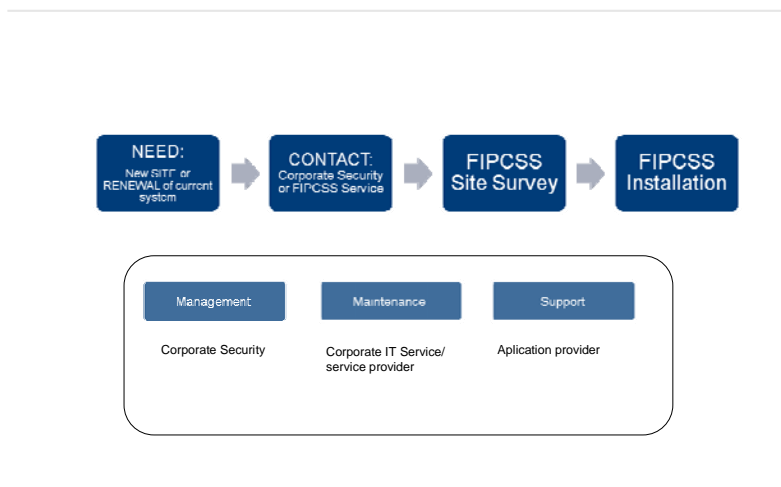 NEED:
New SITE or
RENEWAL of current
system
CONTACT:
Corporate Security
or FIPCSS Service
FIPCSS
Site Survey
FIPCSS
Installation
Management
Maintenance
Support
Corporate Security
Corporate IT Service/
service provider
Aplication provider